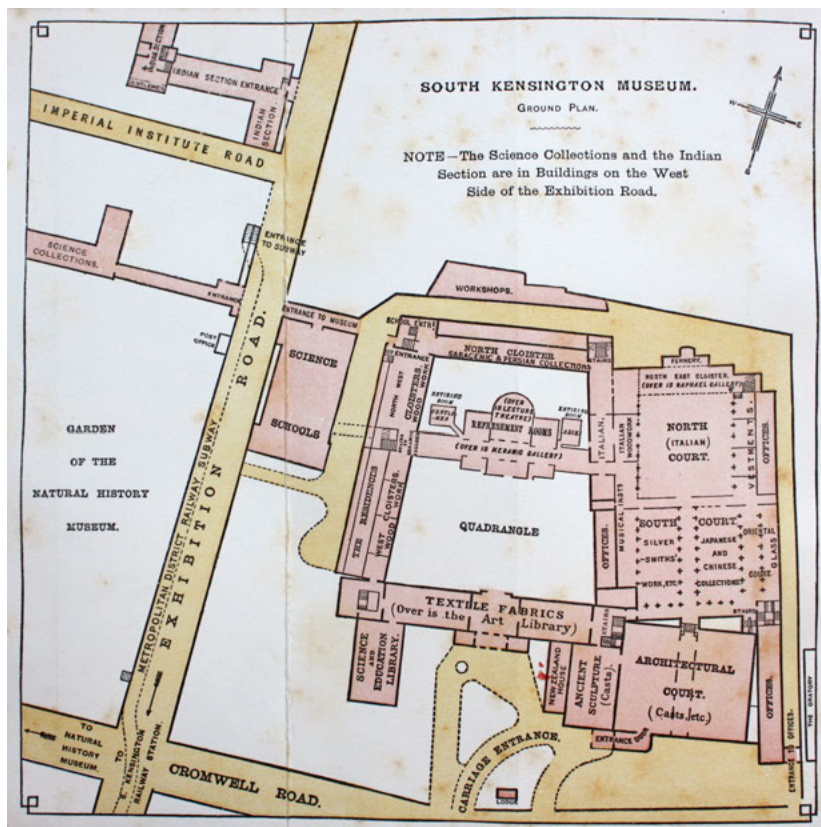 SOUTH KENSINGTON MUSEUM.
GROUND PLAN.
NOTE—The Science Collections and the Indian
Section are in Buildings on the West
Side of the Exhibition Road.
INDIAN SECTION ENTRANCE
GENTLEMEN
INDIAN
SECTION.
IMPERIAL INSTITUTE ROAD
SCIENCE
COLLECTIONS.
ENTRANCE
TO SUBWAY
ENTRANCE
ENTRANCE TO MUSEUM
POST
OFFICE
SCIENCE
SCHOOLS
GARDEN
OF THE
NATURAL HISTORY
MUSEUM.
METROPOLITAN DISTRICT RAILWAY SUBWAY
EXHIBITION ROAD.
WORKSHOPS.
SCHOOL ENTRE
ENTRANCE
NORTH CLOISTER
SARACENIC & PERSIAN COLLECTIONS
STAIRS
NORTH WEST
CLOISTERS
WOOD WORK
(OVER IS LECTURE
THEATRE)
REFRESHMENT ROOMS
(OVER IS KERAMIC GALLERY)
ITALIAN.
ITALIAN
WOODWORK
FERNERY
NORTH EAST CLOISTER.
(OVER IS RAPHAEL GALLERY)
NORTH
(ITALIAN)
COURT.
VESTMENTS.
OFFICES.
THE RESIDENCES
WEST CLOISTERS.
WOOD WORK
QUADRANGLE
OFFICES.
MUSICAL INSTS
SOUTH COURT.
SILVER
SMITHS'
WORK, ETC.
JAPANESE
AND
CHINESE
COLLECTIONS
ORIENTAL
GLASS
STAIRS
TEXTILE FABRICS
(Over is the Art Library)
STAIRS
SCIENCE
AND
EDUCATION
LIBRARY.
NEW ZEALAND
HOUSE
ANCIENT
SCULPTURE
(Casts).
ARCHITECTURAL
COURT.
(Casts, etc.)
ENTRANCE DOOR
OFFICES.
ENTRANCE TO OFFICES.
THE ORATORY
CARRIAGE ENTRANCE.
LODGE
TO
NATURAL
HISTORY
MUSEUM.
TO
S. KENSINGTON
RAILWAY STATION.
CROMWELL ROAD.